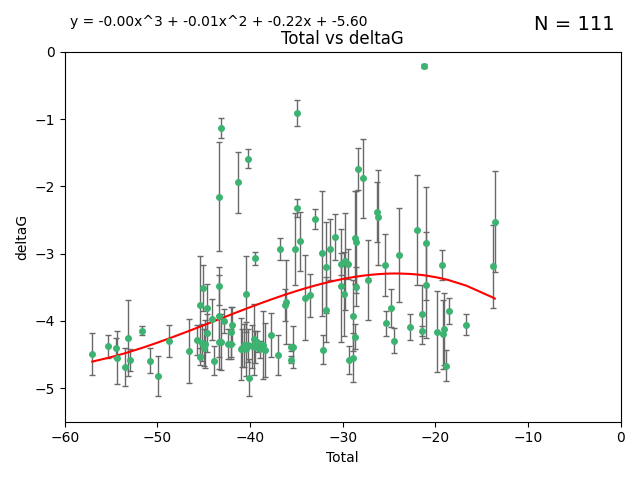 y = -0.00x^3 + -0.01x^2 + -0.22x + -5.60
N = 111
Total vs deltaG
0
−1
−2
−3
−4
−5
deltaG
−60 −50 −40 −30 −20 −10 0
Total